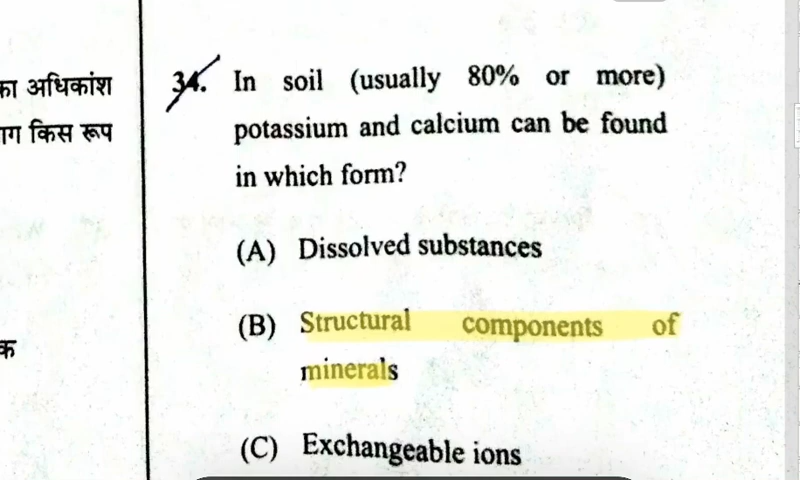 का अधिकांश
किस रूप
34. In soil (usually 80% or more)
potassium and calcium can be found
in which form?
(A) Dissolved substances
(B) Structural components of
minerals
(C) Exchangeable ions